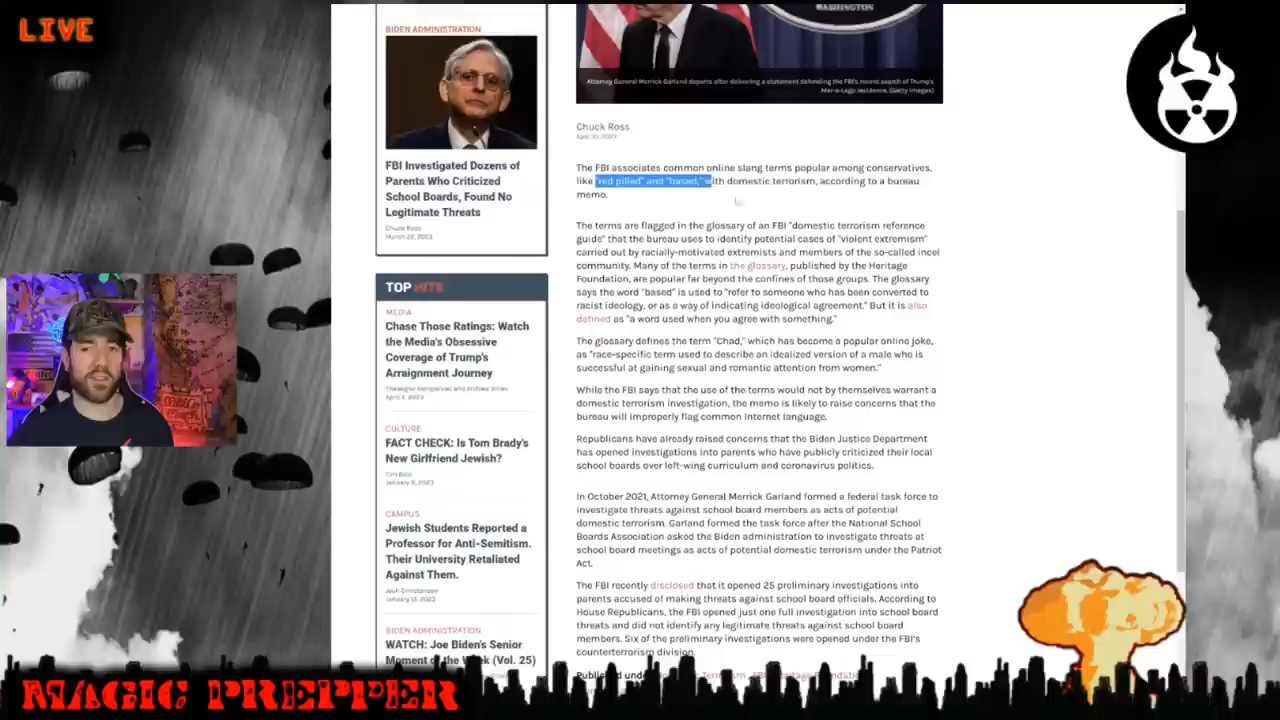 LIVE
WASHINGTON
BIDEN ADMINISTRATION
FBI Investigated Dozens of
Parents Who Criticized
School Boards, Found No
Legitimate Threats
Chuck Ross
March 22, 2023
TOP HITS
MEDIA
Chase Those Ratings: Watch
the Media's Obsessive
Coverage of Trump's
Arraignment Journey
April 4, 2023
CULTURE
FACT CHECK: Is Tom Brady's
New Girlfriend Jewish?
January 8, 2023
CAMPUS
Jewish Students Reported a
Professor for Anti-Semitism.
Their University Retaliated
Against Them.
BIDEN ADMINISTRATION
WATCH: Joe Biden's Senior
Moment of the Week (Vol. 25)
Attorney General Merrick Garland departs after delivering a statement defending the FBI's recent search of Trump's
Mar-a-Lago residence. (Getty Images)
Chuck Ross
The FBI associates common online slang terms popular among conservatives,
like "red pilled" and "based," with domestic terrorism, according to a bureau
memo.
The terms are flagged in the glossary of an FBI "domestic terrorism reference
guide" that the bureau uses to identify potential cases of "violent extremism"
carried out by racially-motivated extremists and members of the so-called incel
community. Many of the terms in the glossary, published by the Heritage
Foundation, are popular far beyond the confines of those groups. The glossary
says the word "based" is used to "refer to someone who has been converted to
racist ideology, or as a way of indicating ideological agreement." But it is also
defined as "a word used when you agree with something."
The glossary defines the term "Chad," which has become a popular online joke,
as "race-specific term used to describe an idealized version of a male who is
successful at gaining sexual and romantic attention from women."
While the FBI says that the use of the terms would not by themselves warrant a
domestic terrorism investigation, the memo is likely to raise concerns that the
bureau will improperly flag common Internet language.
Republicans have already raised concerns that the Biden Justice Department
has opened investigations into parents who have publicly criticized their local
school boards over left-wing curriculum and coronavirus politics.
In October 2021, Attorney General Merrick Garland formed a federal task force to
investigate threats against school board members as acts of potential
domestic terrorism. Garland formed the task force after the National School
Boards Association asked the Biden administration to investigate threats at
school board meetings as acts of potential domestic terrorism under the Patriot
Act.
The FBI recently disclosed that it opened 25 preliminary investigations into
parents accused of making threats against school board officials. According to
House Republicans, the FBI opened just one full investigation into school board
threats and did not identify any legitimate threats against school board
members. Six of the preliminary investigations were opened under the FBI's
counterterrorism division.
MAGIC PREPPER